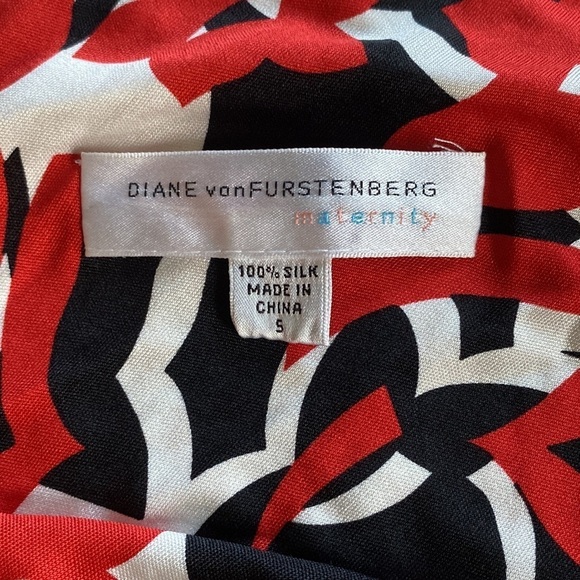 DIANE vonFURSTENBERG
maternity
100% SILK
MADE IN
CHINA
S